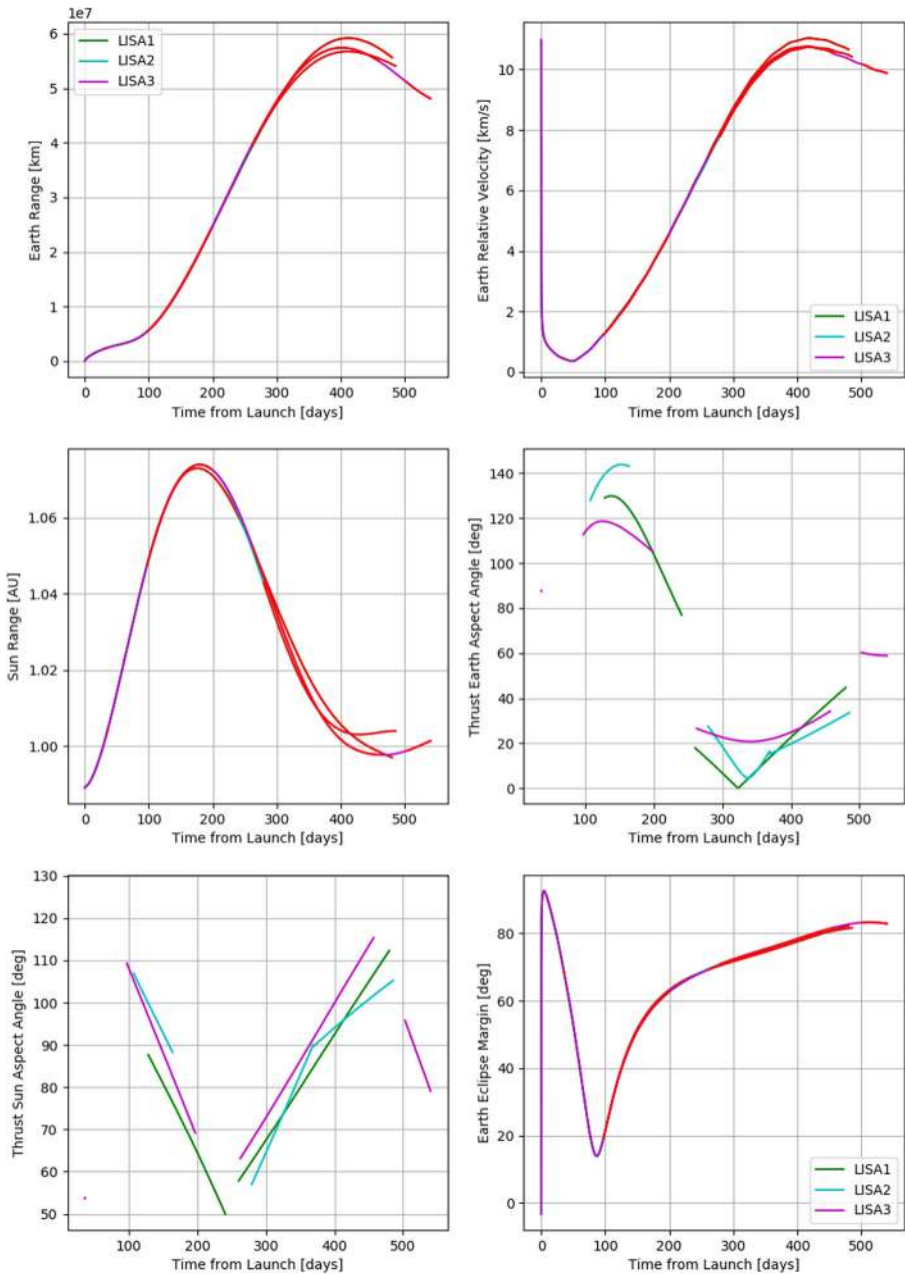 1e7
6
5
4
3
2
1
0
Earth Range [km]
LISA1
LISA2
LISA3
0 100 200 300 400 500
Time from Launch [days]
10
8
6
4
2
0
Earth Relative Velocity [km/s]
LISA1
LISA2
LISA3
0 100 200 300 400 500
Time from Launch [days]
1.06
1.04
1.02
1.00
Sun Range [AU]
0 100 200 300 400 500
Time from Launch [days]
140
120
100
80
60
40
20
0
Thrust Earth Aspect Angle [deg]
100 200 300 400 500
Time from Launch [days]
130
120
110
100
90
80
70
60
50
Thrust Sun Aspect Angle [deg]
100 200 300 400 500
Time from Launch [days]
80
60
40
20
0
Earth Eclipse Margin [deg]
LISA1
LISA2
LISA3
0 100 200 300 400 500
Time from Launch [days]